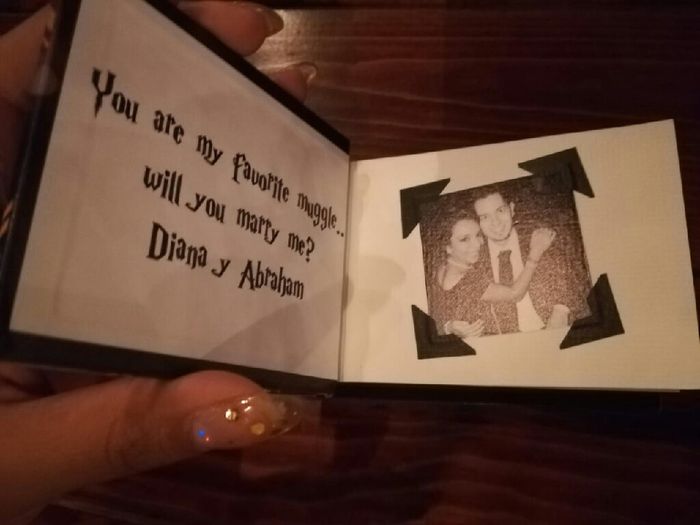 You are my favorite muggle..
will you marry me?
Diana y Abraham